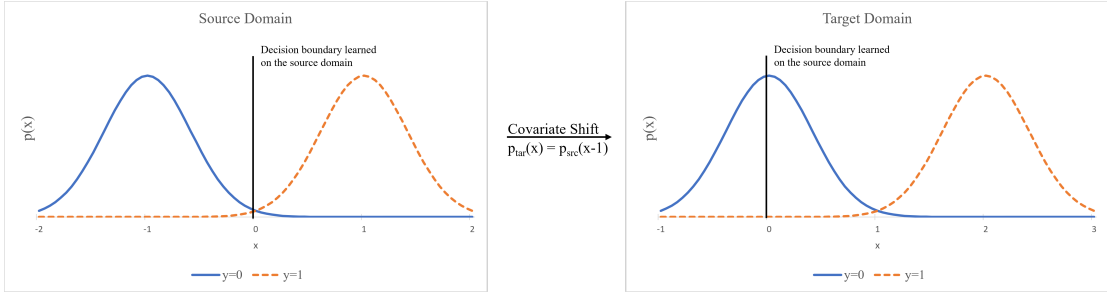 Source Domain
Decision boundary learned
on the source domain
p(x)
-2 -1 0 1 2
x
y=0 y=1
Covariate Shift
pₜₐᵣ(x) = pₛᵣ꜀(x-1)
Target Domain
Decision boundary learned
on the source domain
p(x)
-1 0 1 2 3
x
y=0 y=1